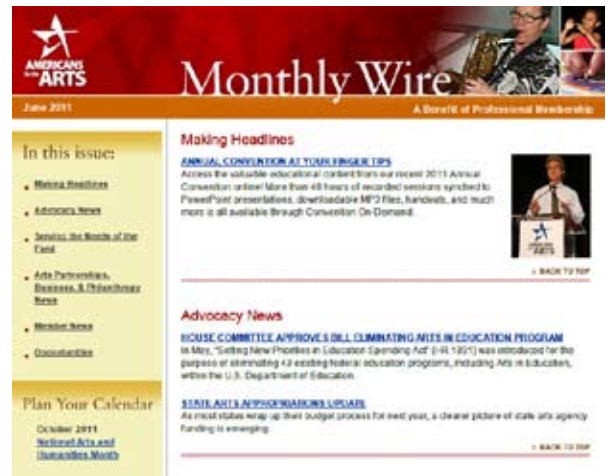 AMERICANS
for the ARTS
Monthly Wire
June 2011
A Benefit of Professional Membership
In this issue:
Making Headlines
Advocacy News
Serving the Needs of the
Field
Arts Partnerships,
Business, & Philanthropy
News
Member News
Opportunities
Plan Your Calendar
October 2011
National Arts and
Humanities Month
Making Headlines
ANNUAL CONVENTION AT YOUR FINGER TIPS
Access the valuable educational content from our recent 2011 Annual
Convention online! More than 48 hours of recorded sessions synched to
PowerPoint presentations, downloadable MP3 files, handouts, and much
more is all available through Convention On-Demand.
BACK TO TOP
Advocacy News
HOUSE COMMITTEE APPROVES BILL ELIMINATING ARTS IN EDUCATION PROGRAM
In May, "Setting New Priorities in Education Spending Act" (HR 1891) was introduced for the
purpose of eliminating 43 existing federal education programs, including Arts in Education,
within the U.S. Department of Education.
STATE ARTS APPROPRIATIONS UPDATE
As most states wrap up their budget process for next year, a clearer picture of state arts agency
funding is emerging.
BACK TO TOP